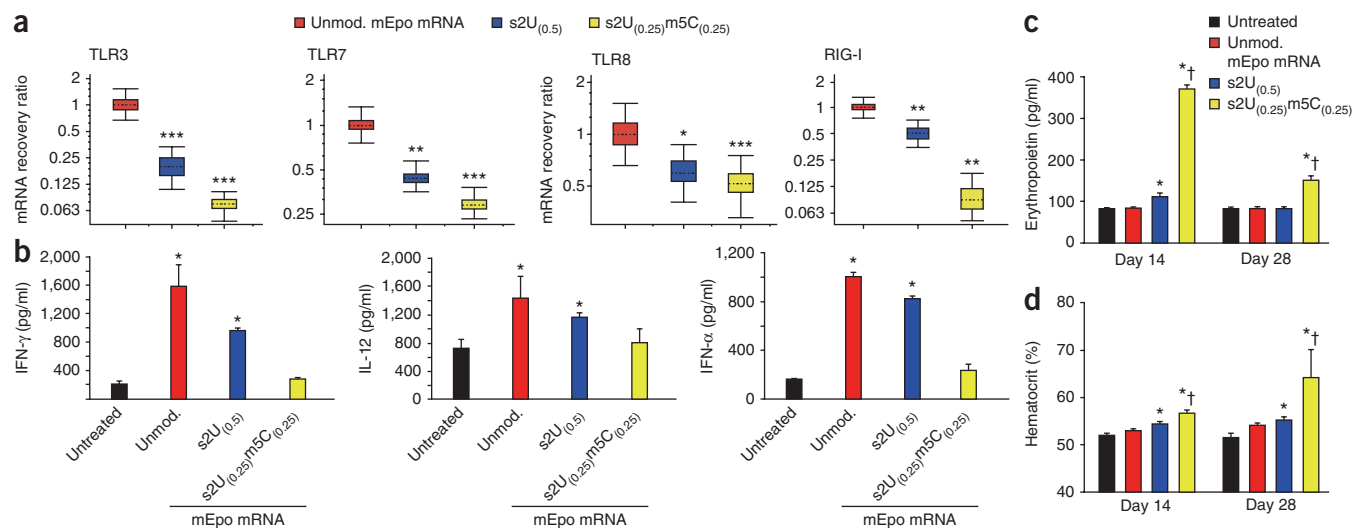 a
Unmod. mEpo mRNA s2U(0.5) s2U(0.25)m5C(0.25)
TLR3
mRNA recovery ratio
2
1
0.5
0.25
0.125
0.063
***
***
TLR7
2
1
0.5
0.25
**
***
TLR8
mRNA recovery ratio
2
1
0.5
*
***
RIG-I
2
1
0.5
0.25
0.125
0.063
**
**
b
IFN-γ (pg/ml)
2,000
1,600
1,200
800
400
0
*
*
Untreated
Unmod.
s2U(0.5)
s2U(0.25)m5C(0.25)
mEpo mRNA
IL-12 (pg/ml)
2,000
1,600
1,200
800
400
0
*
*
Untreated
Unmod.
s2U(0.5)
s2U(0.25)m5C(0.25)
mEpo mRNA
IFN-α (pg/ml)
1,200
800
400
0
*
*
Untreated
Unmod.
s2U(0.5)
s2U(0.25)m5C(0.25)
mEpo mRNA
c
Untreated
Unmod.
mEpo mRNA
s2U(0.5)
s2U(0.25)m5C(0.25)
Erythropoietin (pg/ml)
400
300
200
100
0
*
*†
*†
Day 14 Day 28
d
Hematocrit (%)
80
70
60
50
40
*
*†
*
*†
Day 14 Day 28